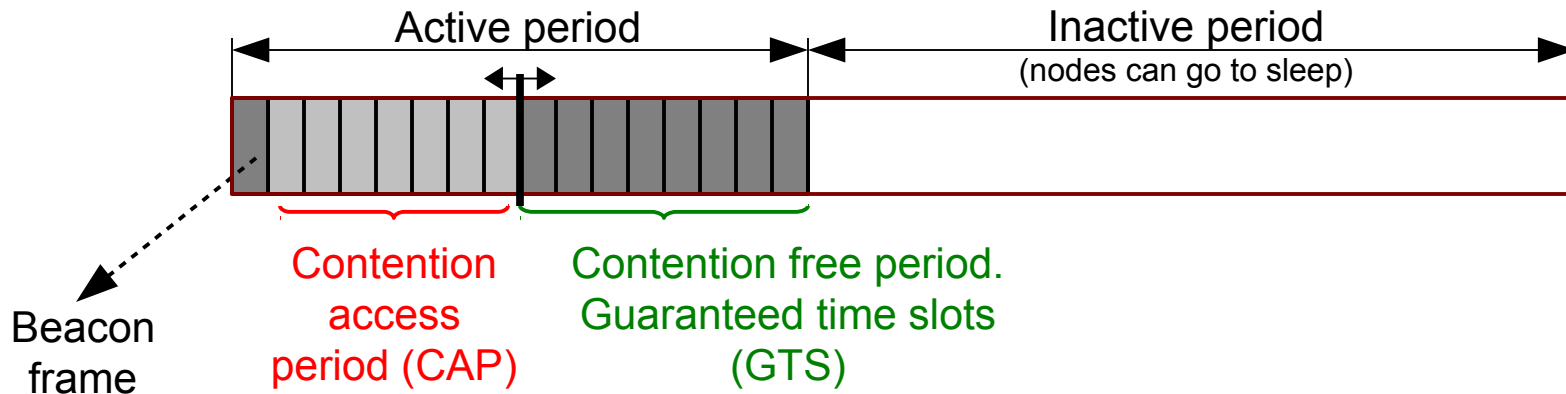 Active period
Inactive period
(nodes can go to sleep)
Beacon
frame
Contention
access
period (CAP)
Contention free period.
Guaranteed time slots
(GTS)